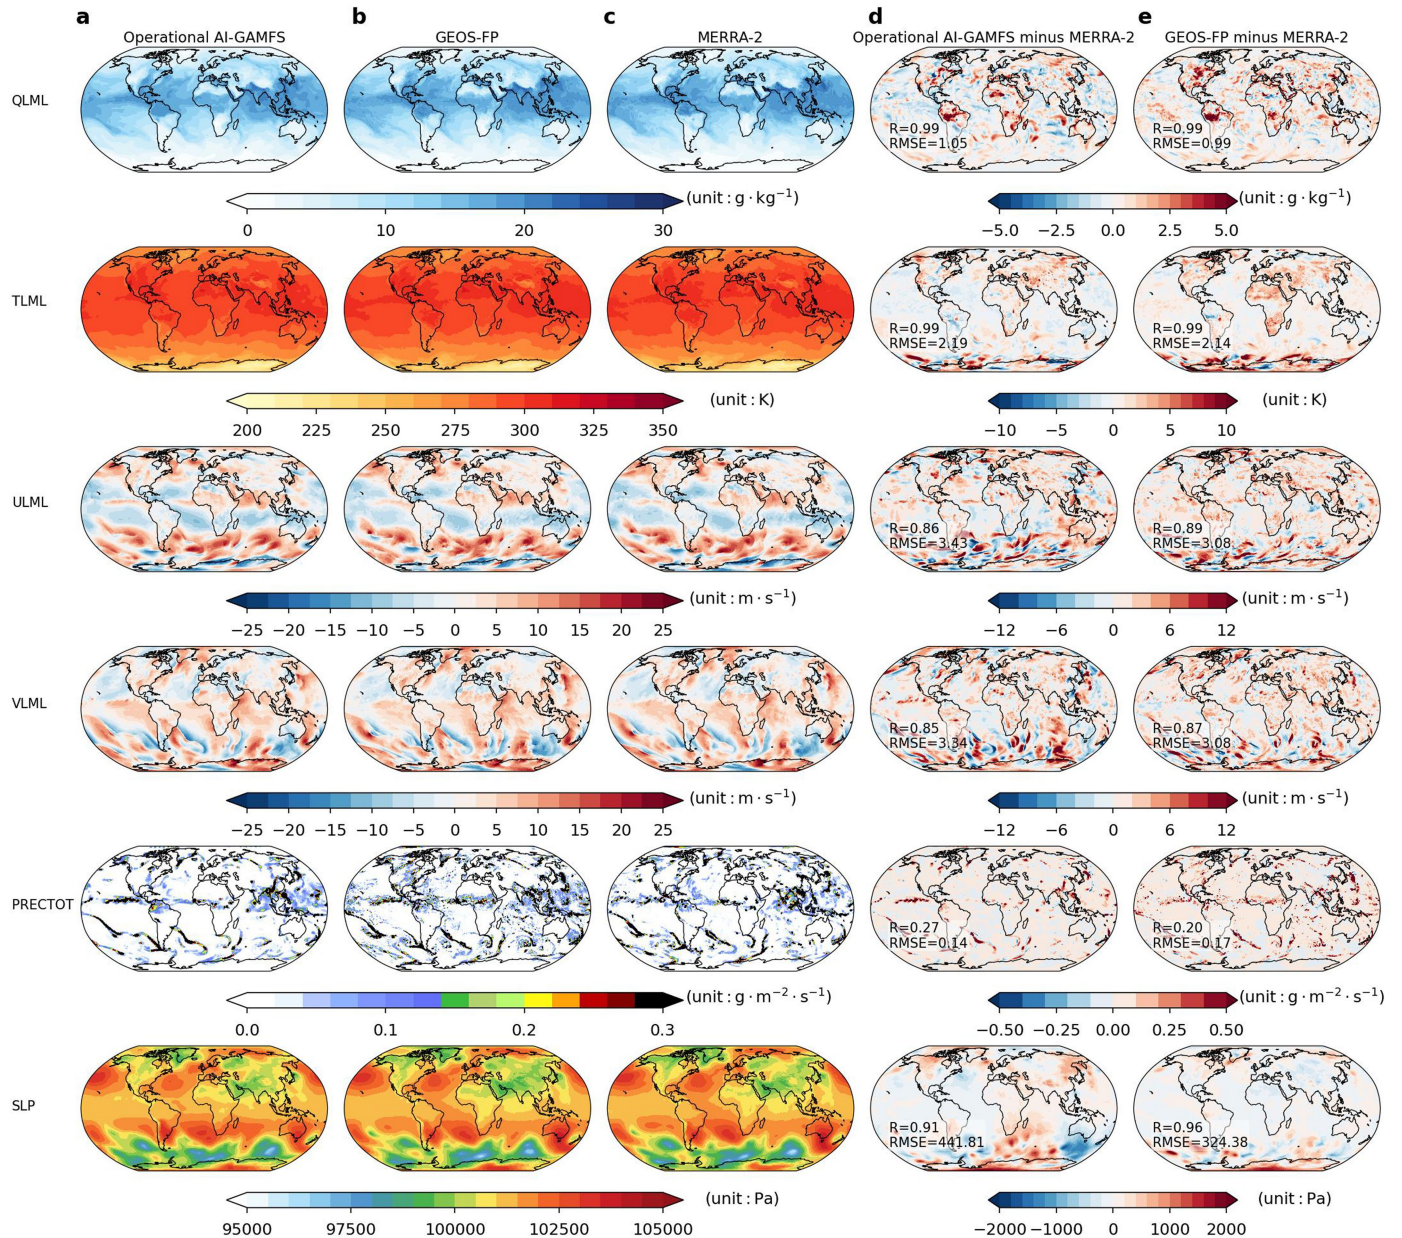 a b c d e
Operational AI-GAMFS GEOS-FP MERRA-2 Operational AI-GAMFS minus MERRA-2 GEOS-FP minus MERRA-2
QLML
R=0.99 R=0.99
RMSE=1.05 RMSE=0.99
(unit: g · kg⁻¹) (unit: g · kg⁻¹)
0 10 20 30 −5.0 −2.5 0.0 2.5 5.0
TLML
R=0.99 R=0.99
RMSE=2.19 RMSE=2.14
(unit: K) (unit: K)
200 225 250 275 300 325 350 −10 −5 0 5 10
ULML
R=0.86 R=0.89
RMSE=3.43 RMSE=3.08
(unit: m · s⁻¹) (unit: m · s⁻¹)
−25 −20 −15 −10 −5 0 5 10 15 20 25 −12 −6 0 6 12
VLML
R=0.85 R=0.87
RMSE=3.34 RMSE=3.08
(unit: m · s⁻¹) (unit: m · s⁻¹)
−25 −20 −15 −10 −5 0 5 10 15 20 25 −12 −6 0 6 12
PRECTOT
R=0.27 R=0.20
RMSE=0.14 RMSE=0.17
(unit: g · m⁻² · s⁻¹) (unit: g · m⁻² · s⁻¹)
0.0 0.1 0.2 0.3 −0.50 −0.25 0.00 0.25 0.50
SLP
R=0.91 R=0.96
RMSE=441.81 RMSE=324.38
(unit: Pa) (unit: Pa)
95000 97500 100000 102500 105000 −2000 −1000 0 1000 2000